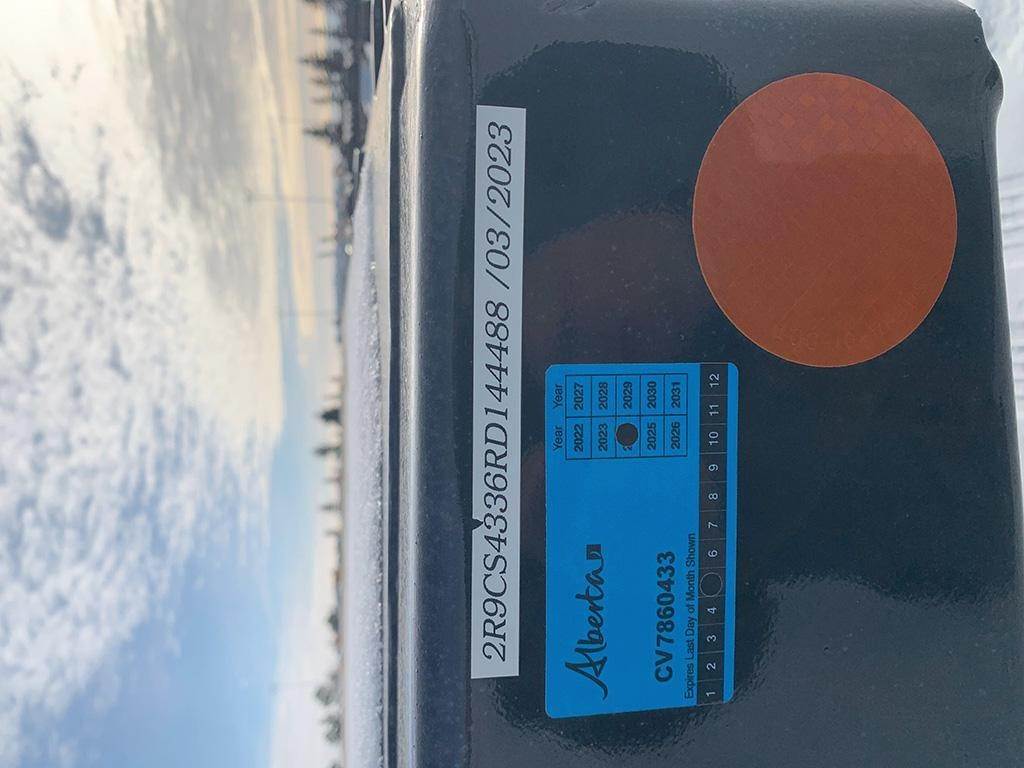 2R9CS4336RD144488 /03/2023
Alberta
Year Year
2022 2027
2023 2028
2029
2025 2030
2026 2031
CV7860433
Expires Last Day of Month Shown
1 2 3 4 6 7 8 9 10 11 12